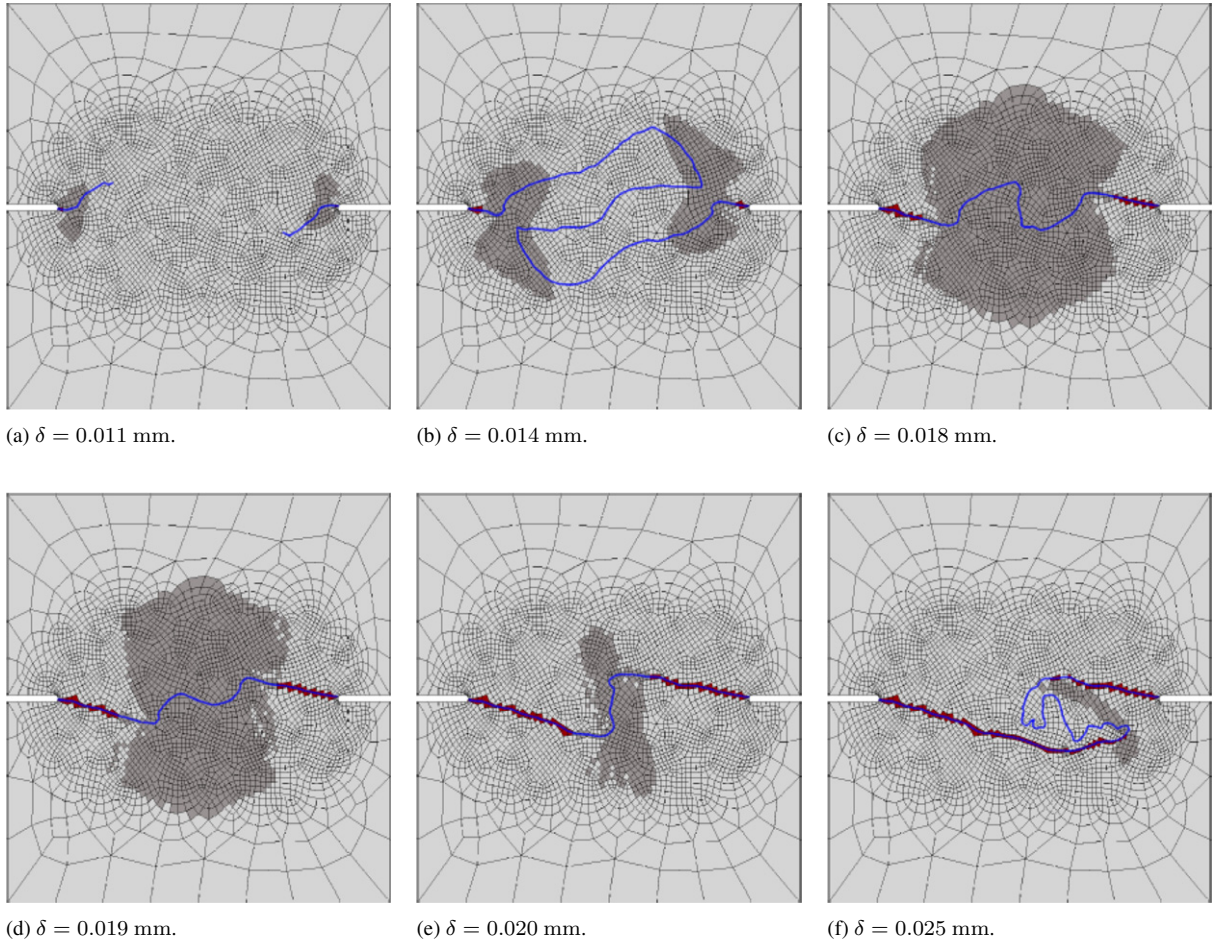 (a) δ = 0.011 mm.
(b) δ = 0.014 mm.
(c) δ = 0.018 mm.
(d) δ = 0.019 mm.
(e) δ = 0.020 mm.
(f) δ = 0.025 mm.